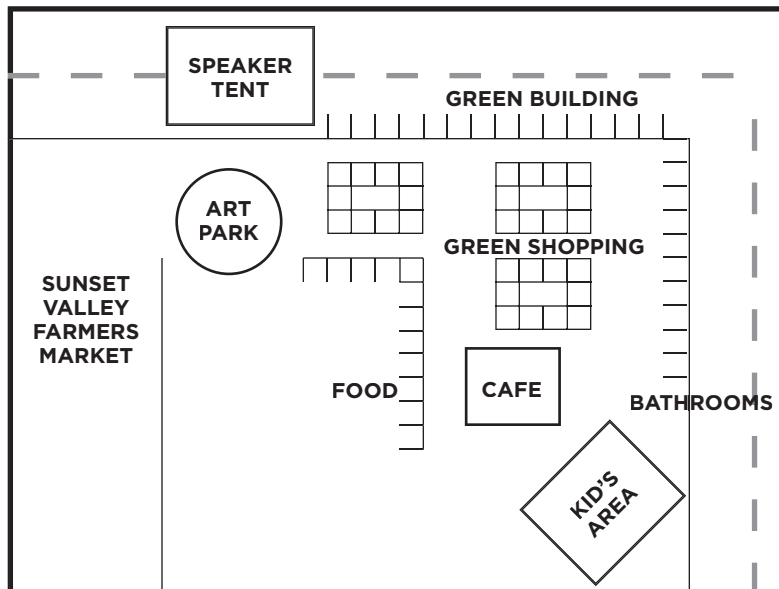 SPEAKER
TENT
GREEN BUILDING
ART
PARK
GREEN SHOPPING
SUNSET
VALLEY
FARMERS
MARKET
FOOD
CAFE
BATHROOMS
KID'S
AREA